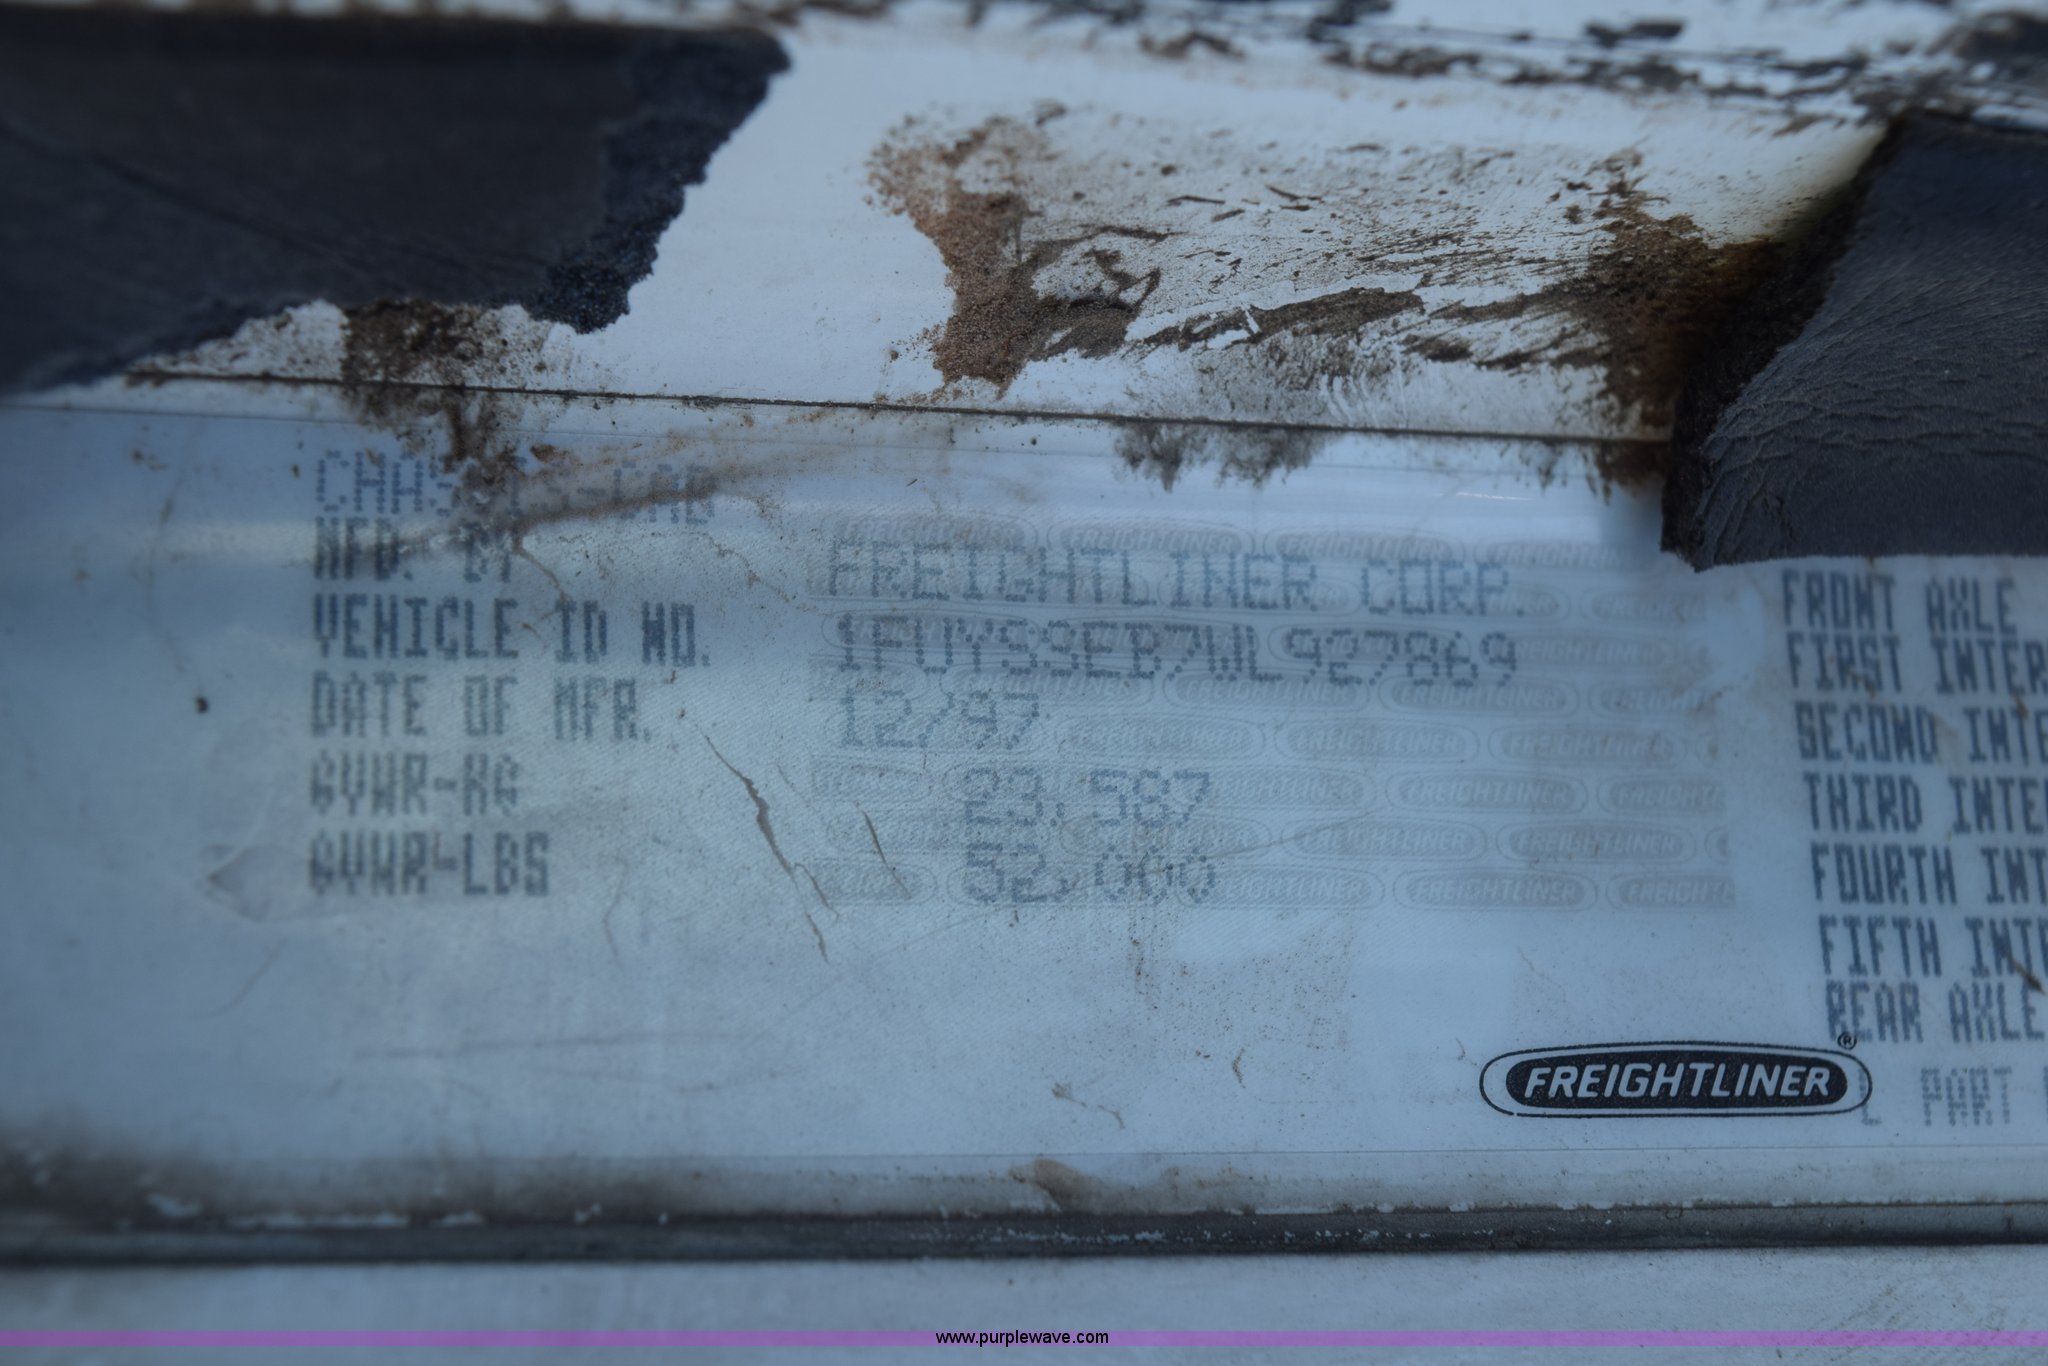 CHASSIS-CAB
MFD. BY FREIGHTLINER CORP.
VEHICLE ID NO. 1FUYSSEB7WL927869
DATE OF MFR. 12/97
GVWR-KG 23,587
GVWR-LBS 52,000
FRONT AXLE
FIRST INTER
SECOND INTE
THIRD INTE
FOURTH INT
FIFTH INT
REAR AXLE
FREIGHTLINER®
PART
www.purplewave.com